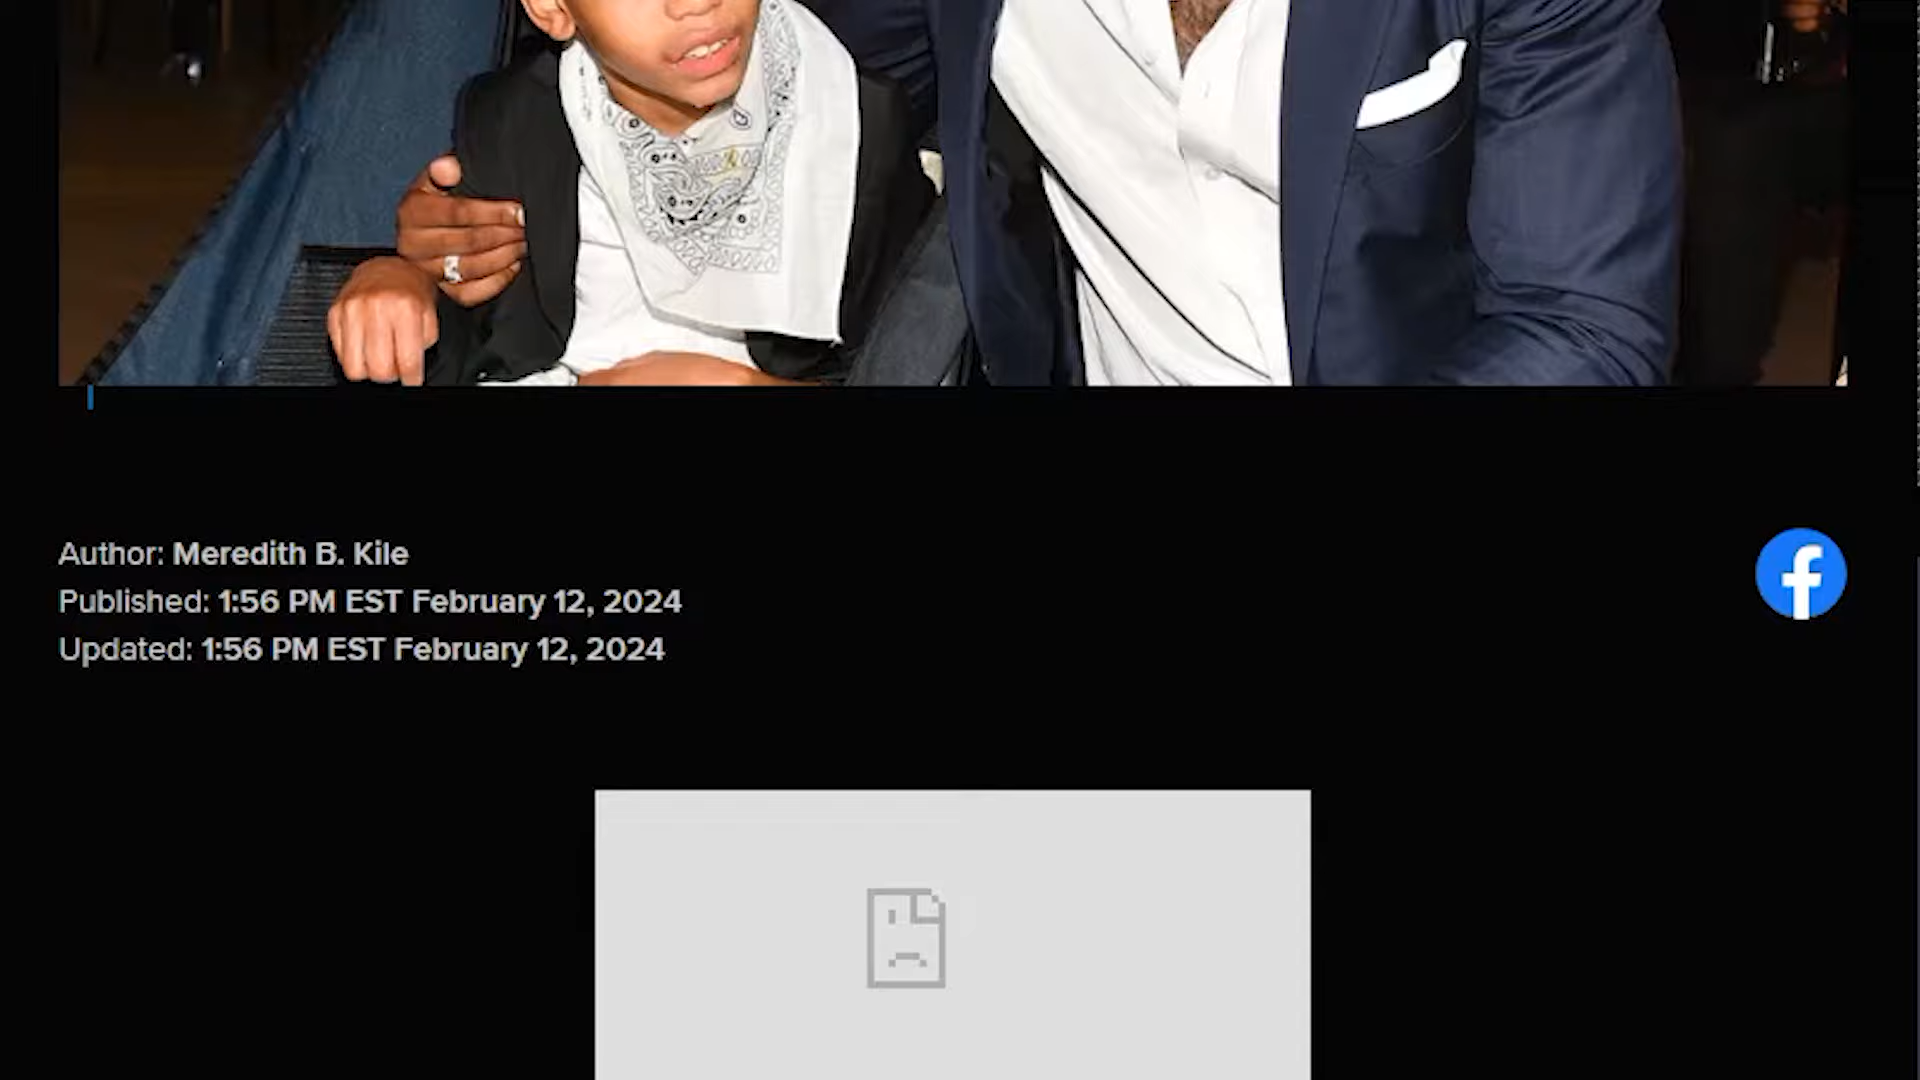 Author: Meredith B. Kile
Published: 1:56 PM EST February 12, 2024
Updated: 1:56 PM EST February 12, 2024